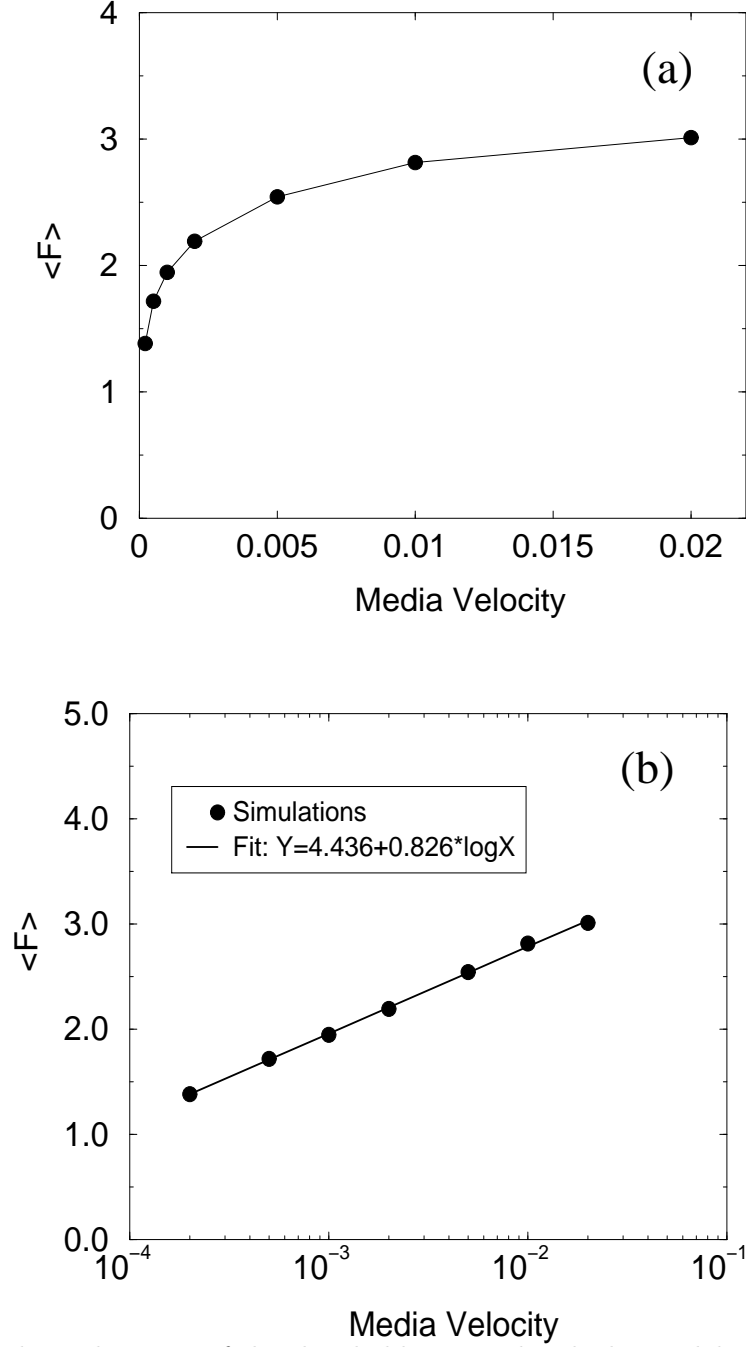 (a)
4
3
2
1
0
<F>
0 0.005 0.01 0.015 0.02
Media Velocity
(b)
5.0
4.0
3.0
2.0
1.0
0.0
<F>
Simulations
Fit: Y=4.436+0.826*logX
10⁻⁴ 10⁻³ 10⁻² 10⁻¹
Media Velocity